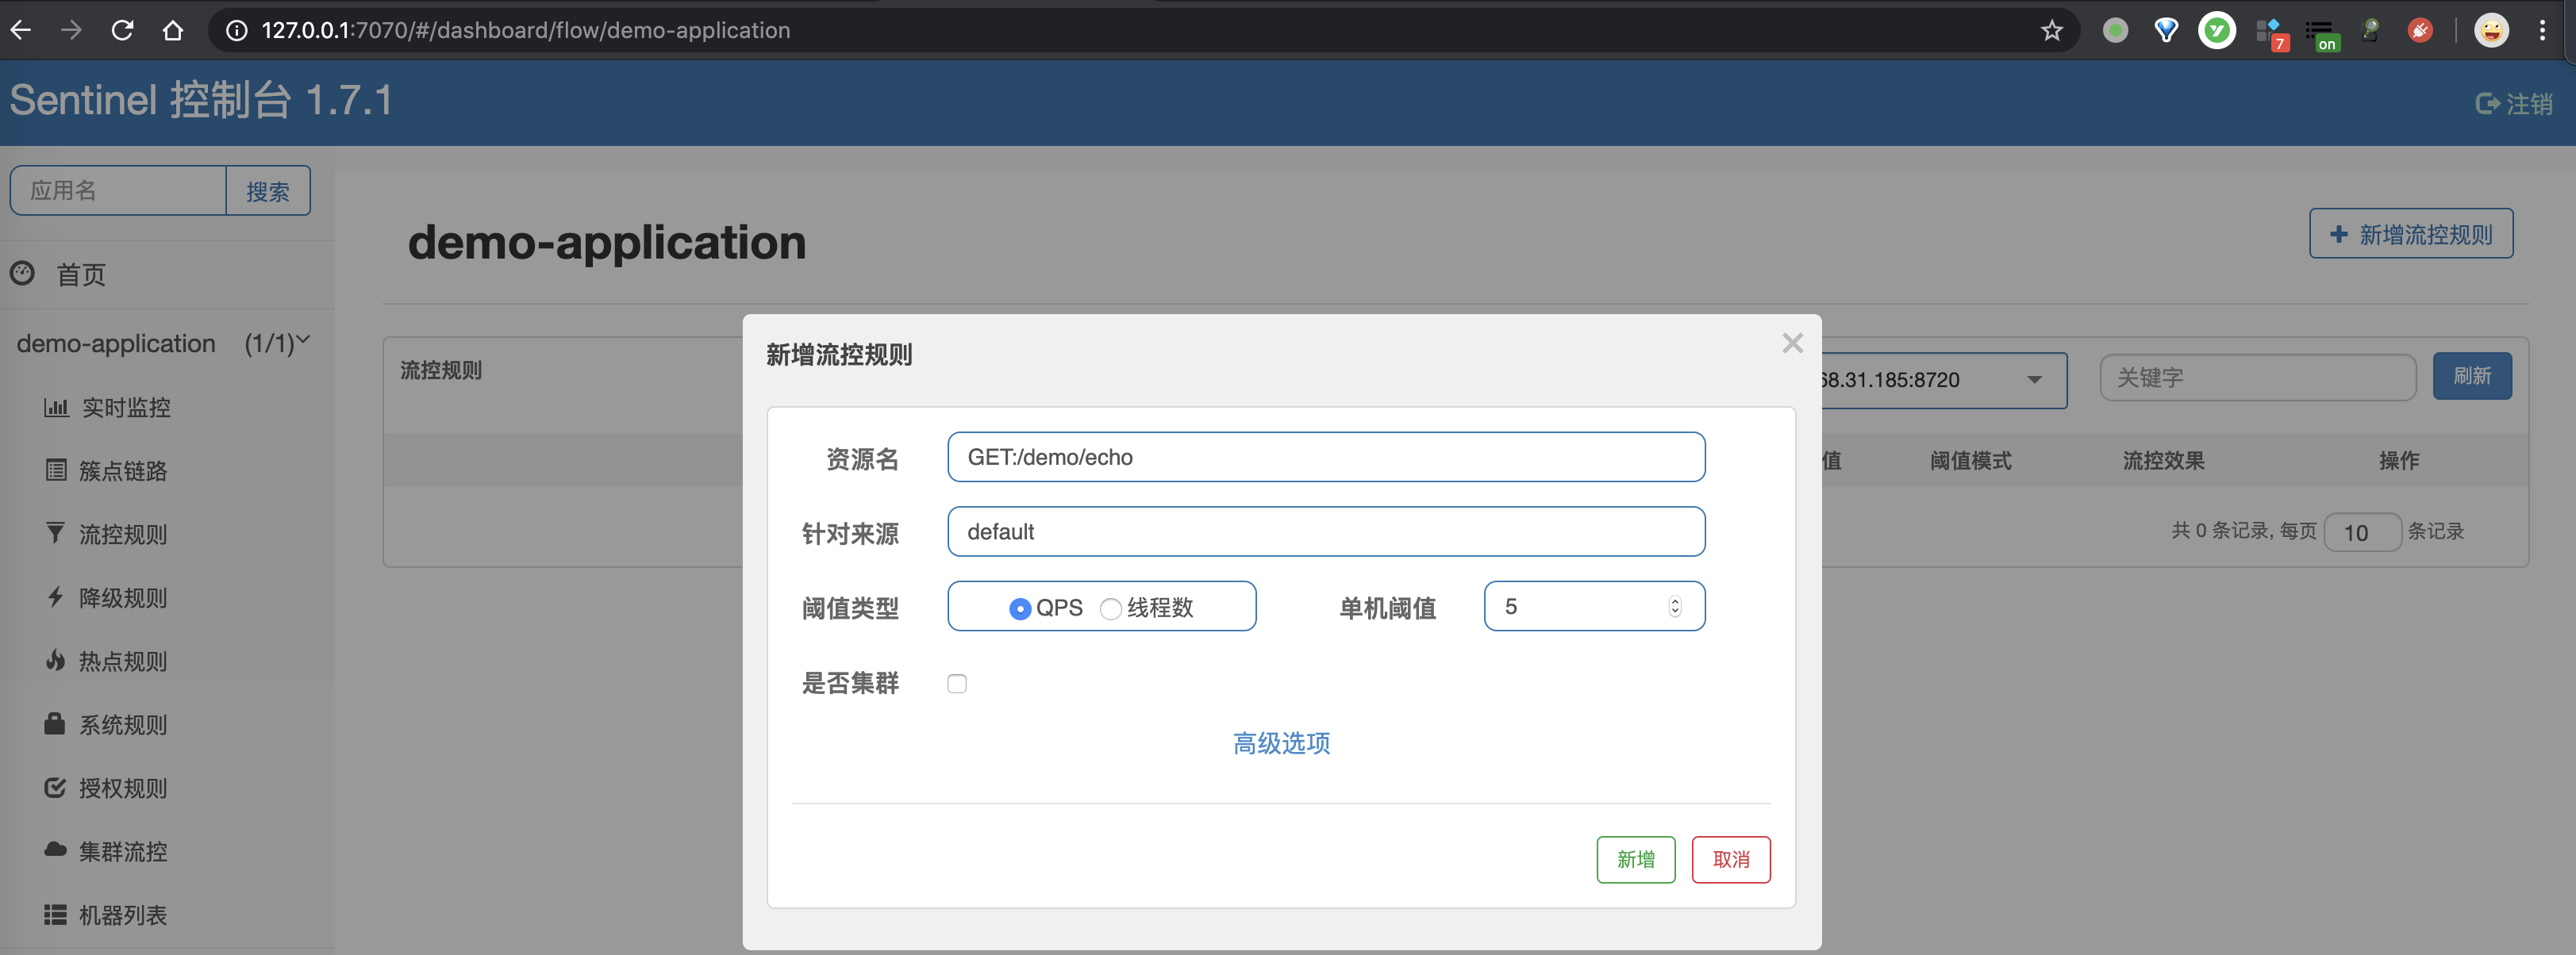 127.0.0.1:7070/#/dashboard/flow/demo-application
7
on
Sentinel 控制台 1.7.1
注销
应用名
搜索
首页
demo-application (1/1)
实时监控
簇点链路
流控规则
降级规则
热点规则
系统规则
授权规则
集群流控
机器列表
demo-application
新增流控规则
流控规则
68.31.185:8720
关键字
刷新
值
阈值模式
流控效果
操作
共 0 条记录, 每页 10 条记录
新增流控规则
资源名 GET:/demo/echo
针对来源 default
阈值类型 QPS 线程数 单机阈值 5
是否集群
高级选项
新增
取消